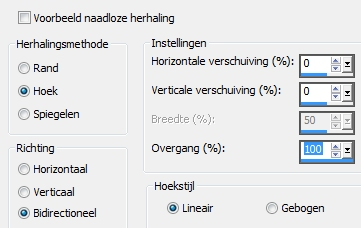 Voorbeeld naadloze herhaling
Herhalingsmethode
Rand
Hoek
Spiegelen
Richting
Horizontaal
Verticaal
Bidirectioneel
Instellingen
Horizontale verschuiving (%): 0
Verticale verschuiving (%): 0
Breedte (%): 50
Overgang (%): 100
Hoekstijl
Lineair Gebogen